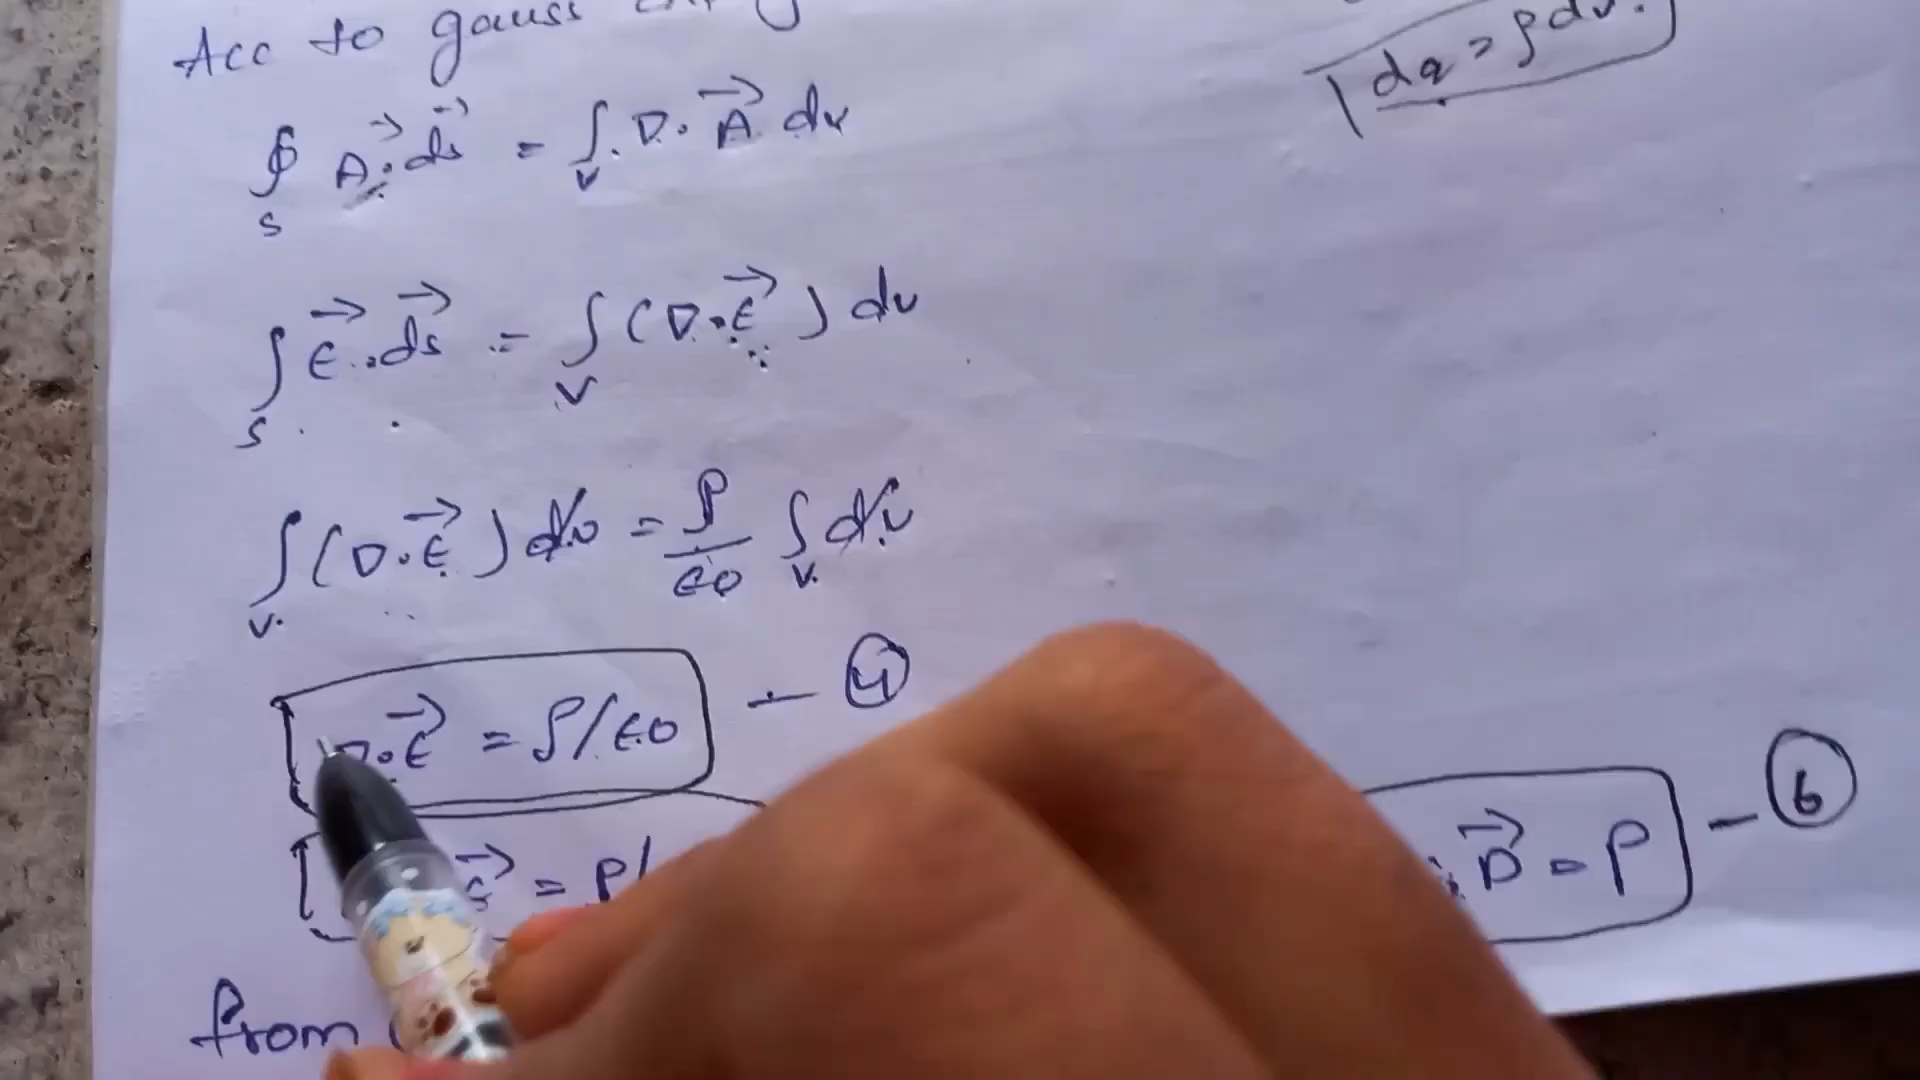 Acc to gauss
dq = ρdv.
∮ₛ A⃗.ds⃗ = ∫ᵥ ∇. A⃗ dv
∫ₛ E⃗.ds⃗ = ∫ᵥ (∇.E⃗) dv
∫ᵥ (∇.E⃗) dv = ρ/ε0 ∫ᵥ dv
∇.E⃗ = ρ/ε0 — ④
E⃗ = ρ/
. D⃗ = ρ — ⑥
from